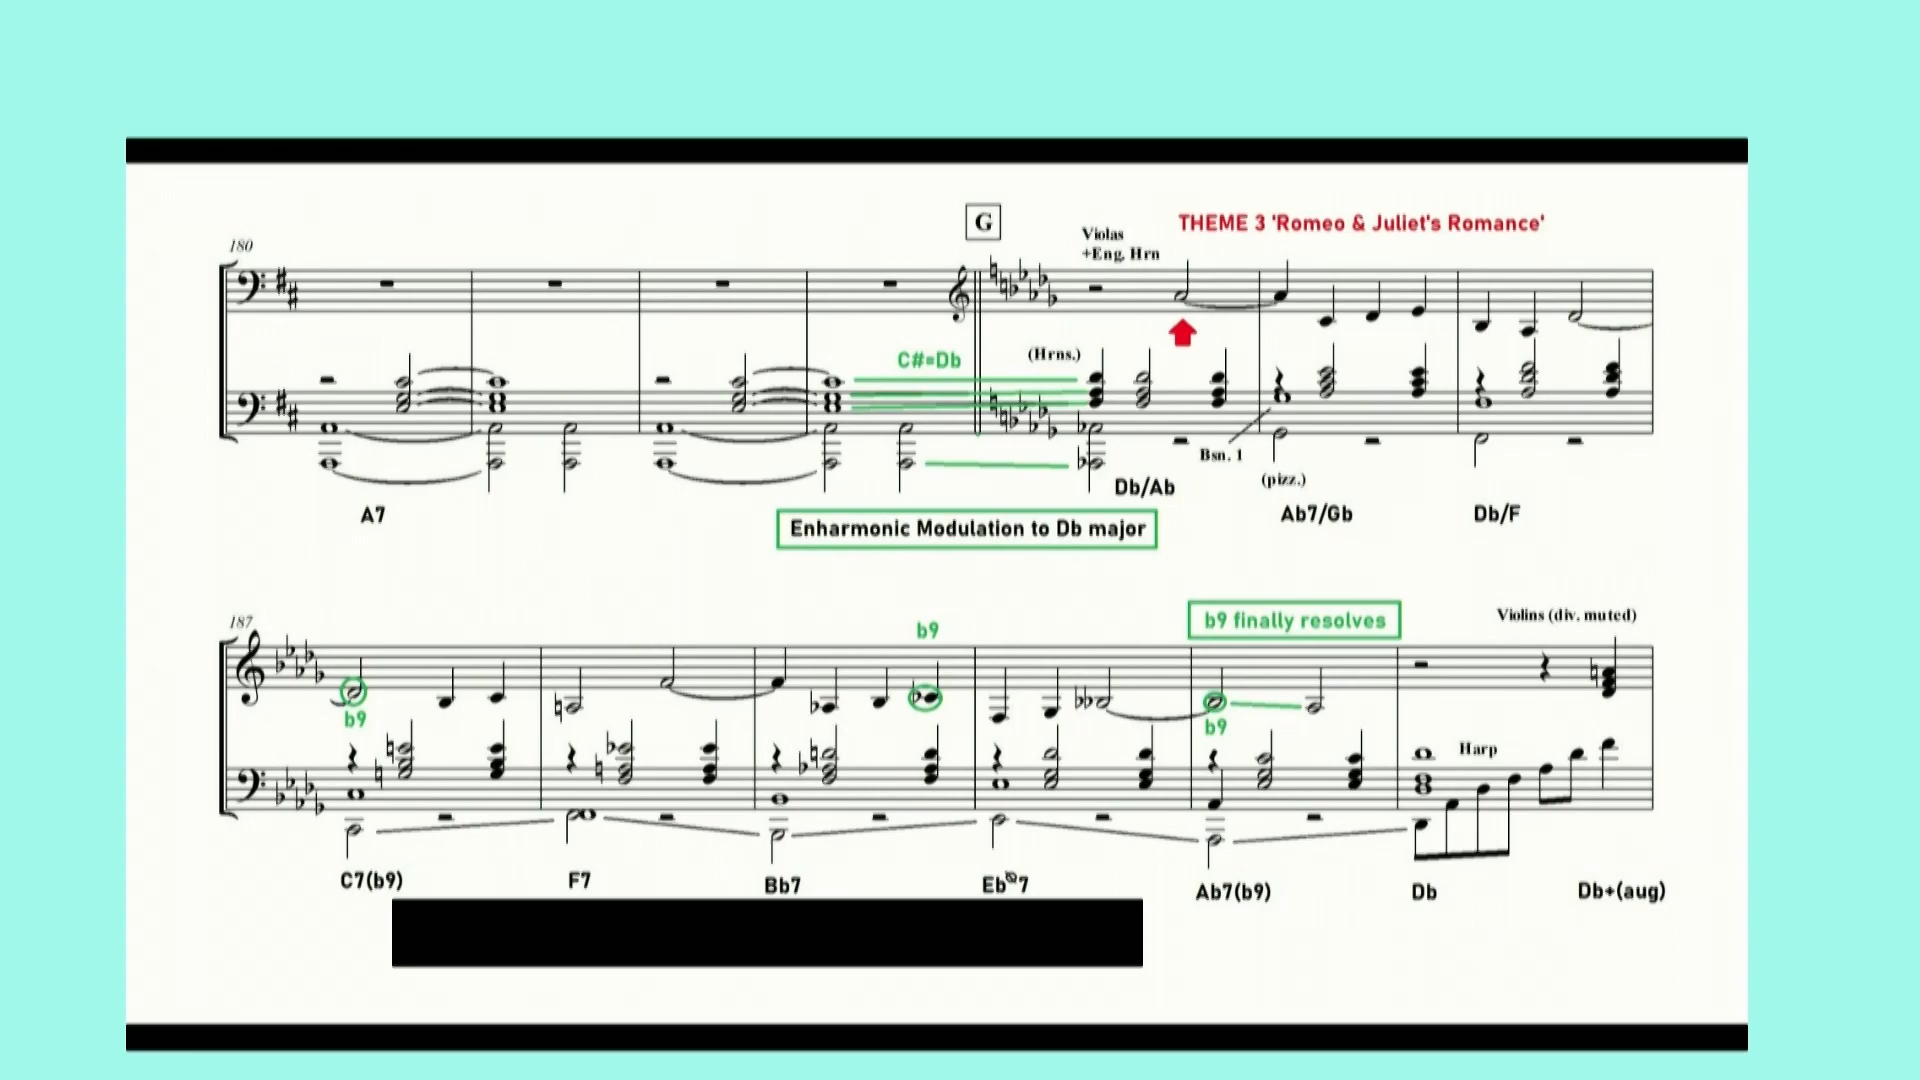 G
THEME 3 'Romeo & Juliet's Romance'
Violas
+Eng. Hrn
180
C#=Db
(Hrns.)
Bsn. 1
(pizz.)
A7
Db/Ab
Ab7/Gb
Db/F
Enharmonic Modulation to Db major
187
b9
b9 finally resolves
Violins (div. muted)
b9
b9
Harp
C7(b9)
F7
Bb7
Ebø7
Ab7(b9)
Db
Db+(aug)